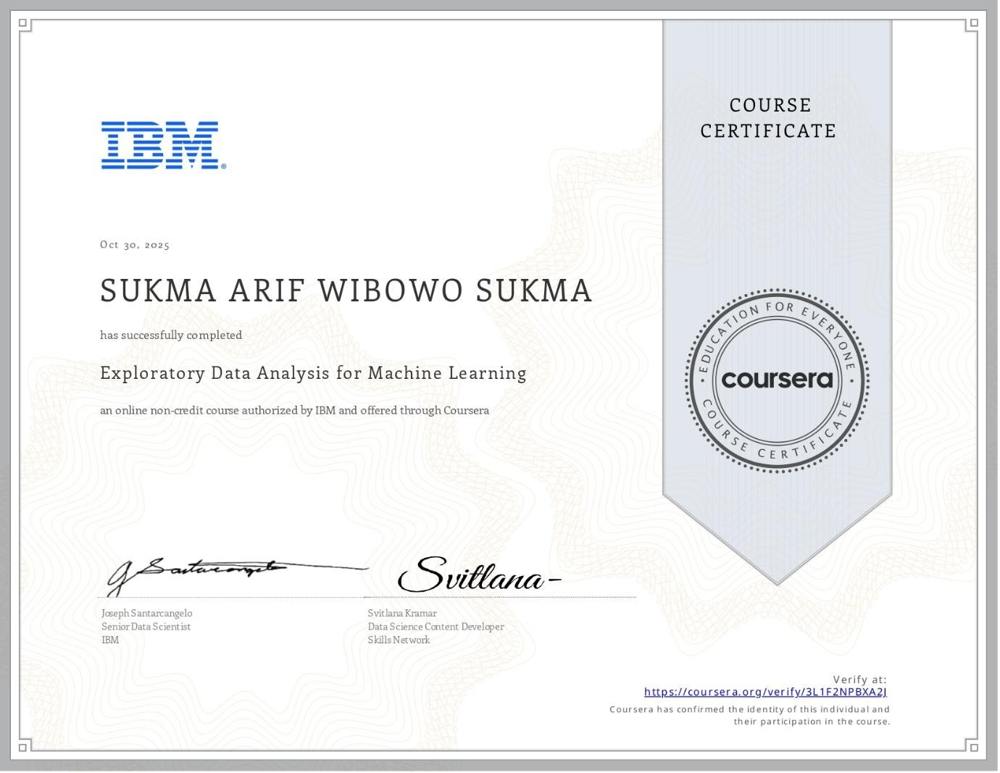 COURSE
CERTIFICATE
IBM®
Oct 30, 2025
SUKMA ARIF WIBOWO SUKMA
has successfully completed
Exploratory Data Analysis for Machine Learning
an online non-credit course authorized by IBM and offered through Coursera
EDUCATION FOR EVERYONE
coursera
COURSE CERTIFICATE
J Santarcangelo
Svitlana -
Joseph Santarcangelo
Senior Data Scientist
IBM
Svitlana Kramar
Data Science Content Developer
Skills Network
Verify at:
https://coursera.org/verify/3L1F2NPBXA2J
Coursera has confirmed the identity of this individual and
their participation in the course.